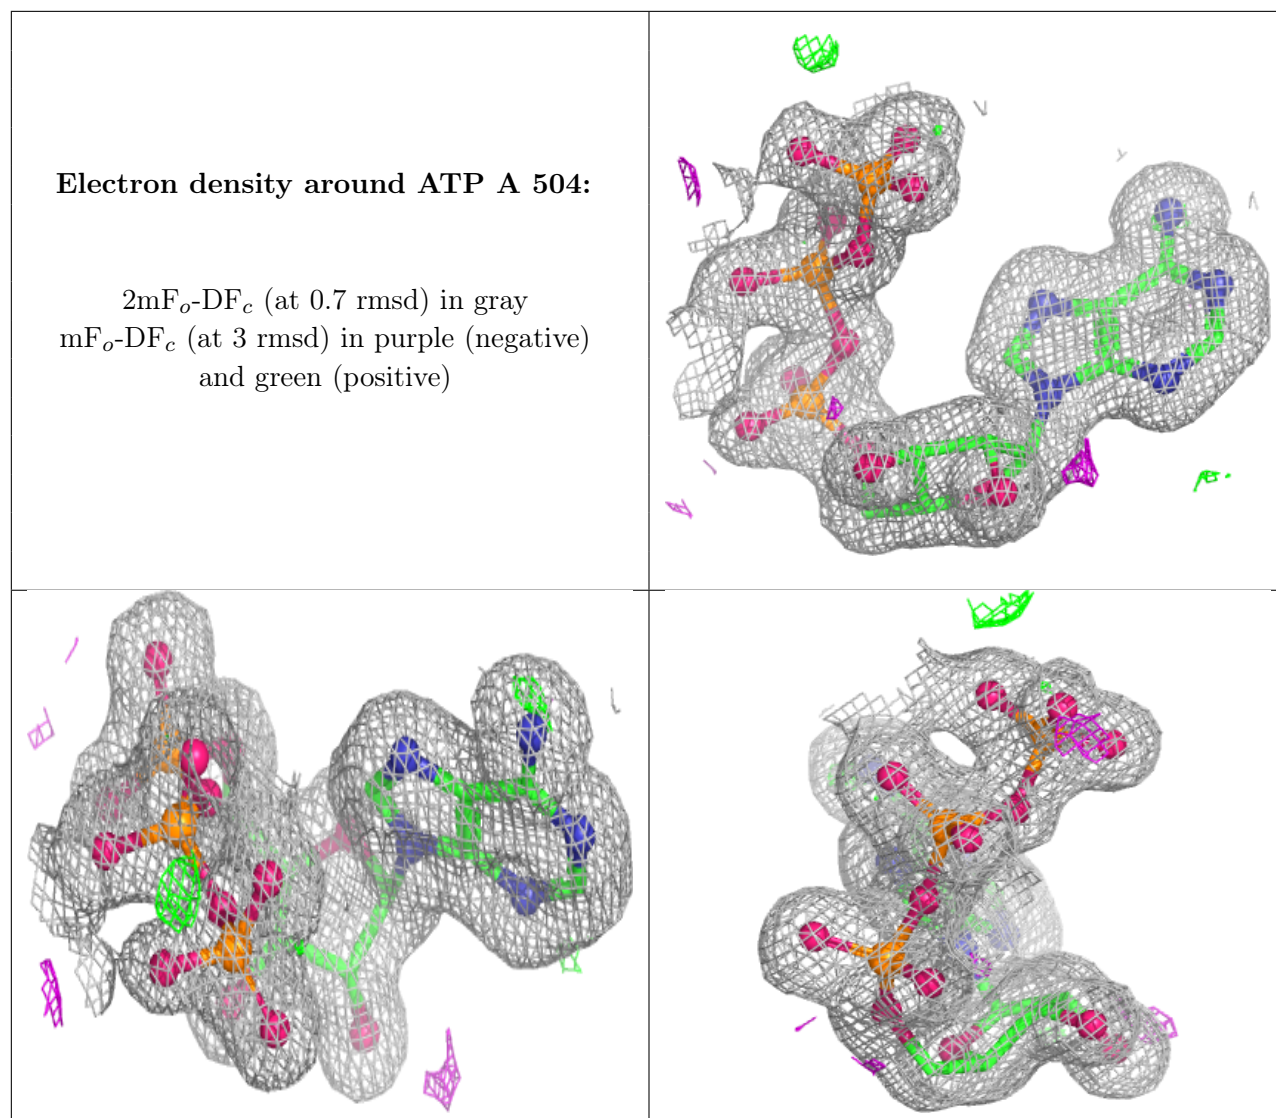 Electron density around ATP A 504:
2mFo-DFc (at 0.7 rmsd) in gray
mFo-DFc (at 3 rmsd) in purple (negative)
and green (positive)